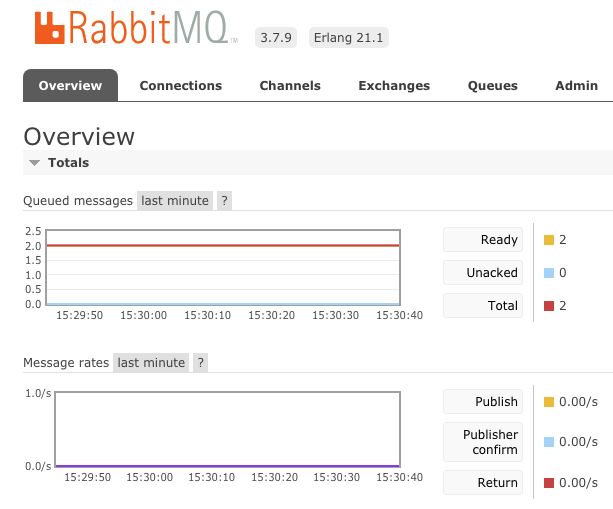 RabbitMQ TM 3.7.9 Erlang 21.1
Overview Connections Channels Exchanges Queues Admin
Overview
Totals
Queued messages last minute ?
2.5
2.0
1.5
1.0
0.5
0.0
15:29:50 15:30:00 15:30:10 15:30:20 15:30:30 15:30:40
Ready 2
Unacked 0
Total 2
Message rates last minute ?
1.0/s
0.0/s
15:29:50 15:30:00 15:30:10 15:30:20 15:30:30 15:30:40
Publish 0.00/s
Publisher
confirm 0.00/s
Return 0.00/s